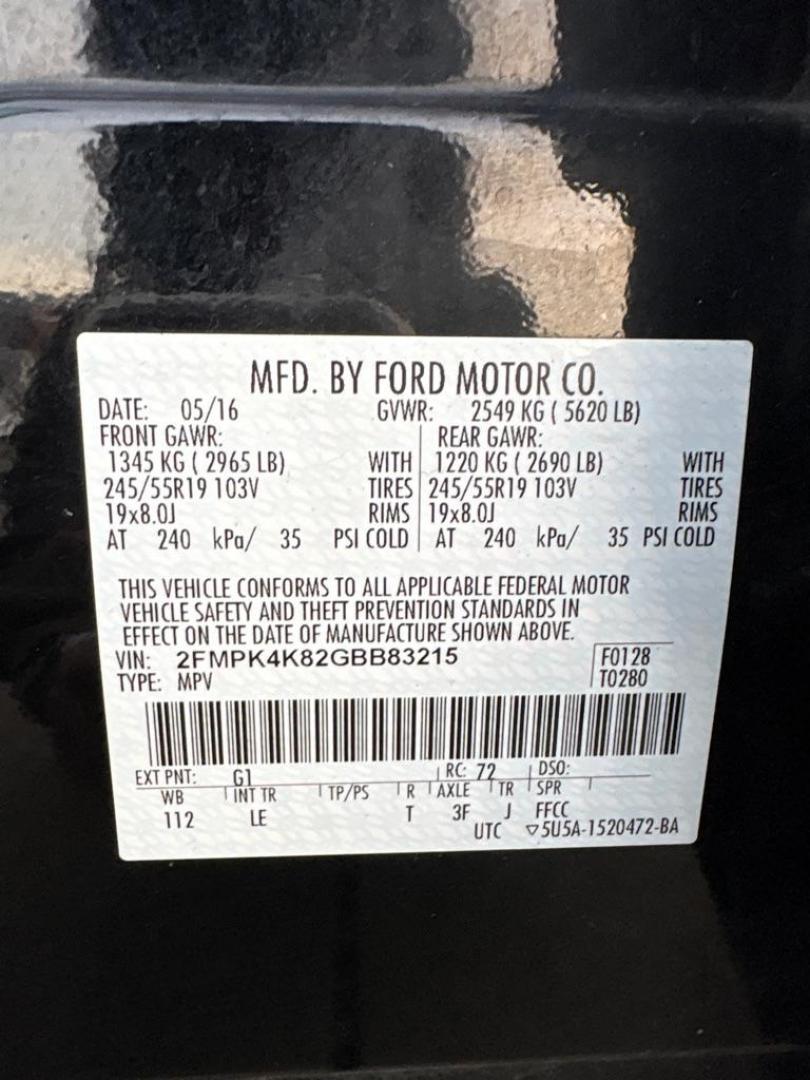 MFD. BY FORD MOTOR CO.
DATE: 05/16 GVWR: 2549 KG ( 5620 LB)
FRONT GAWR: REAR GAWR:
1345 KG ( 2965 LB) WITH 1220 KG ( 2690 LB) WITH
245/55R19 103V TIRES 245/55R19 103V TIRES
19x8.0J RIMS 19x8.0J RIMS
AT 240 kPa/ 35 PSI COLD AT 240 kPa/ 35 PSI COLD
THIS VEHICLE CONFORMS TO ALL APPLICABLE FEDERAL MOTOR
VEHICLE SAFETY AND THEFT PREVENTION STANDARDS IN
EFFECT ON THE DATE OF MANUFACTURE SHOWN ABOVE.
VIN: 2FMPK4K82GBB83215 F0128
TYPE: MPV T0280
EXT PNT: G1 RC: 72 DSO:
WB INT TR TP/PS R AXLE TR SPR
112 LE T 3F J FFCC
UTC ▽5U5A-1520472-BA